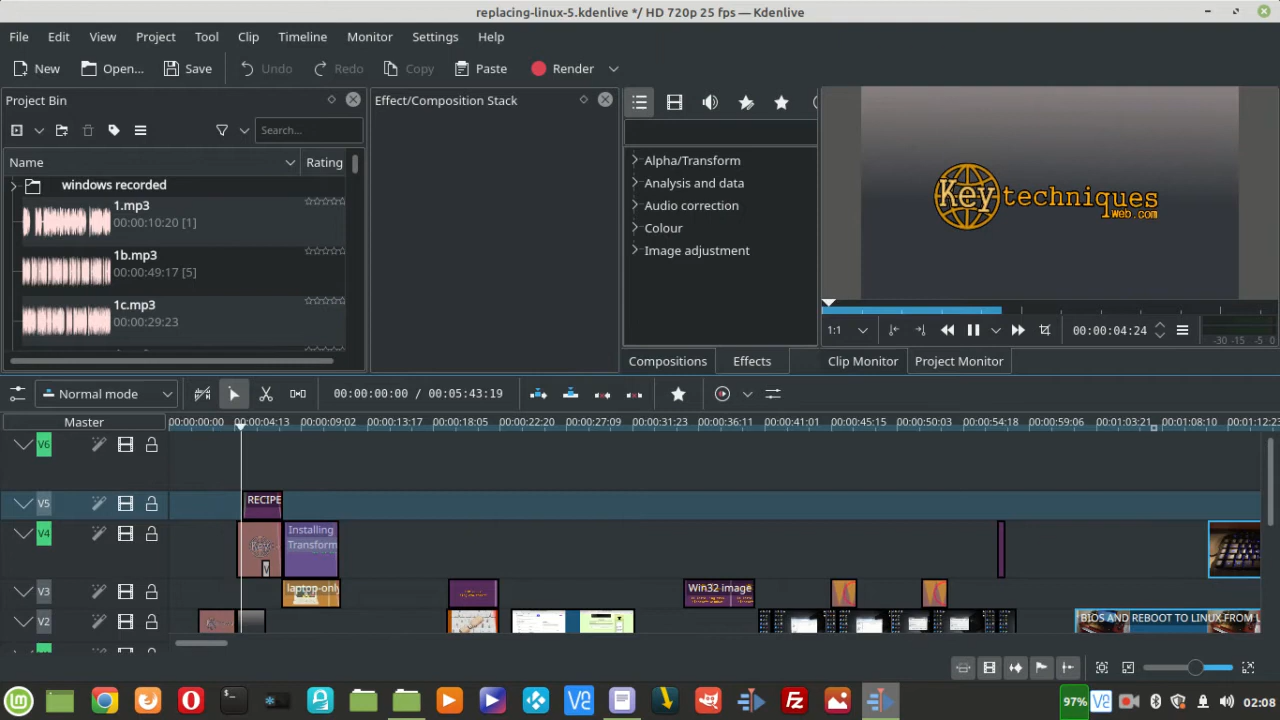 replacing-linux-5.kdenlive */ HD 720p 25 fps — Kdenlive
File Edit View Project Tool Clip Timeline Monitor Settings Help
New Open... Save Undo Redo Copy Paste Render
Project Bin
Effect/Composition Stack
Search...
Name Rating
windows recorded
1.mp3
00:00:10:20 [1]
1b.mp3
00:00:49:17 [5]
1c.mp3
00:00:29:23
Alpha/Transform
Analysis and data
Audio correction
Colour
Image adjustment
Compositions Effects
Key techniques
web.com
1:1 00:00:04:24 -30 -15 -5 0
Clip Monitor Project Monitor
Normal mode 00:00:00:00 / 00:05:43:19
Master 00:00:00:00 00:00:04:13 00:00:09:02 00:00:13:17 00:00:18:05 00:00:22:20 00:00:27:09 00:00:31:23 00:00:36:11 00:00:41:01 00:00:45:15 00:00:50:03 00:00:54:18 00:00:59:06 00:01:03:21 00:01:08:10 00:01:12:23
V6
V5 RECIPE
V4 Installing
Transform
V3 laptop-only Win32 image
V2 BIOS AND REBOOT TO LINUX FROM U
97% 02:08